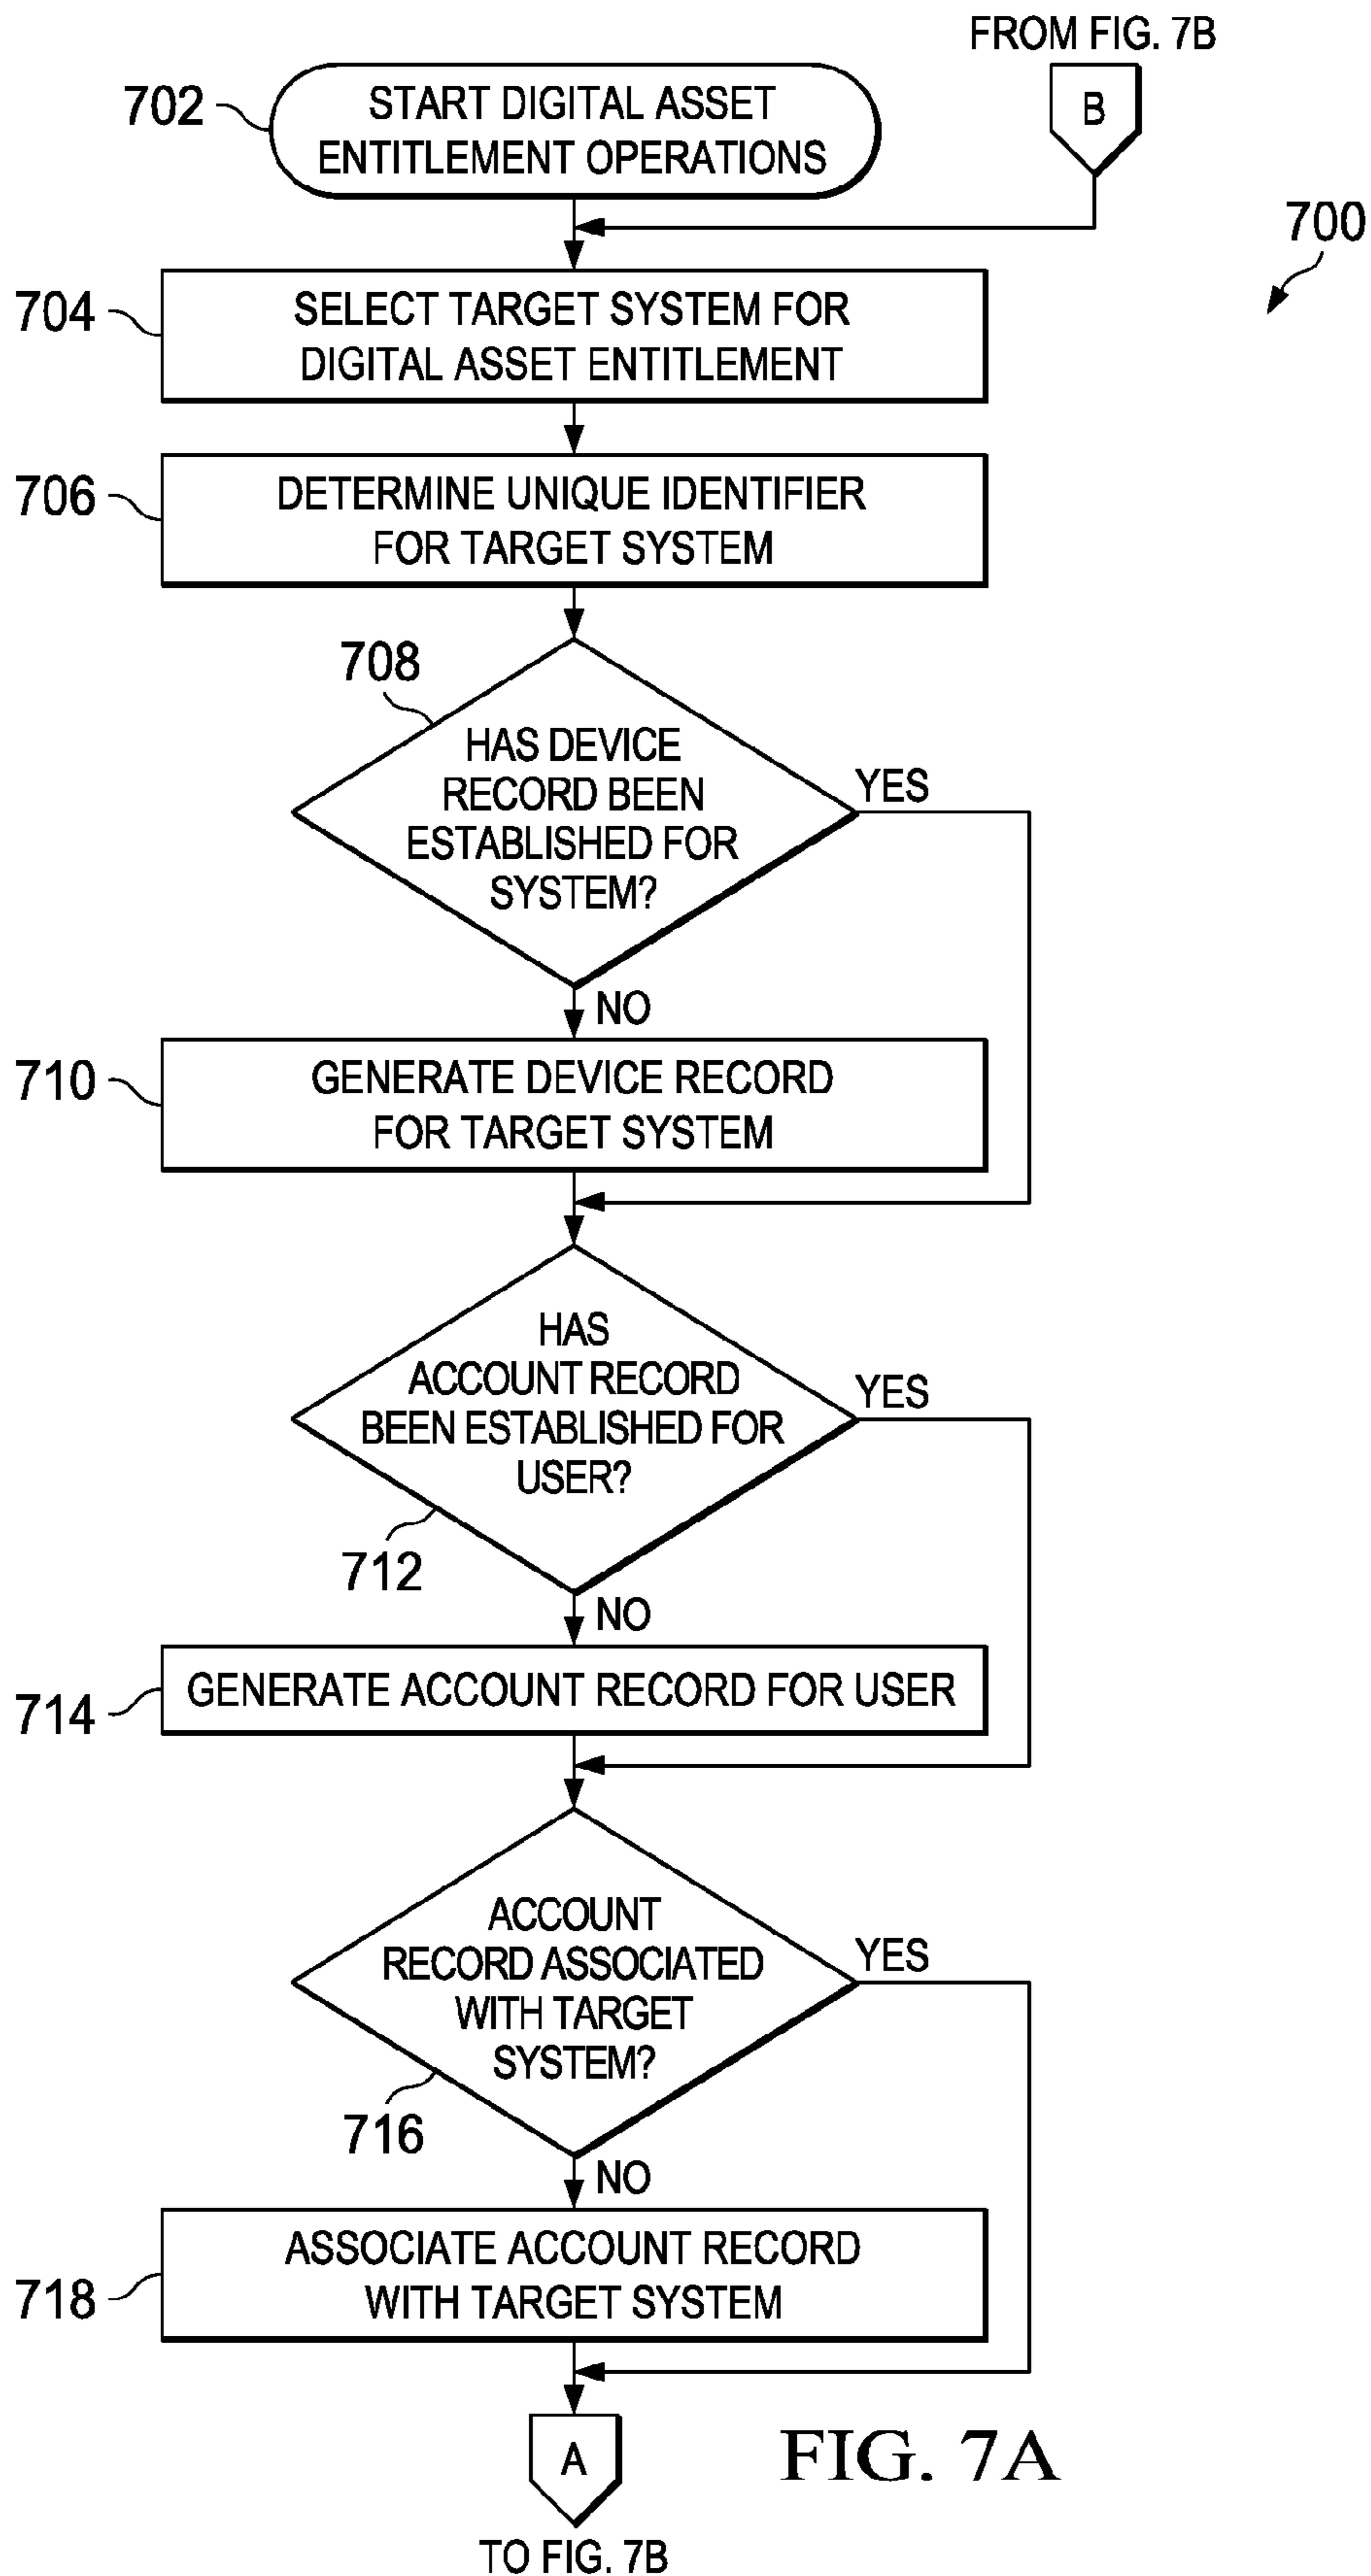 FROM FIG. 7B
B
702
START DIGITAL ASSET
ENTITLEMENT OPERATIONS
700
704
SELECT TARGET SYSTEM FOR
DIGITAL ASSET ENTITLEMENT
706
DETERMINE UNIQUE IDENTIFIER
FOR TARGET SYSTEM
708
HAS DEVICE
RECORD BEEN
ESTABLISHED FOR
SYSTEM?
YES
NO
710
GENERATE DEVICE RECORD
FOR TARGET SYSTEM
HAS
ACCOUNT RECORD
BEEN ESTABLISHED FOR
USER?
YES
712
NO
714
GENERATE ACCOUNT RECORD FOR USER
ACCOUNT
RECORD ASSOCIATED
WITH TARGET
SYSTEM?
YES
716
NO
718
ASSOCIATE ACCOUNT RECORD
WITH TARGET SYSTEM
A
FIG. 7A
TO FIG. 7B